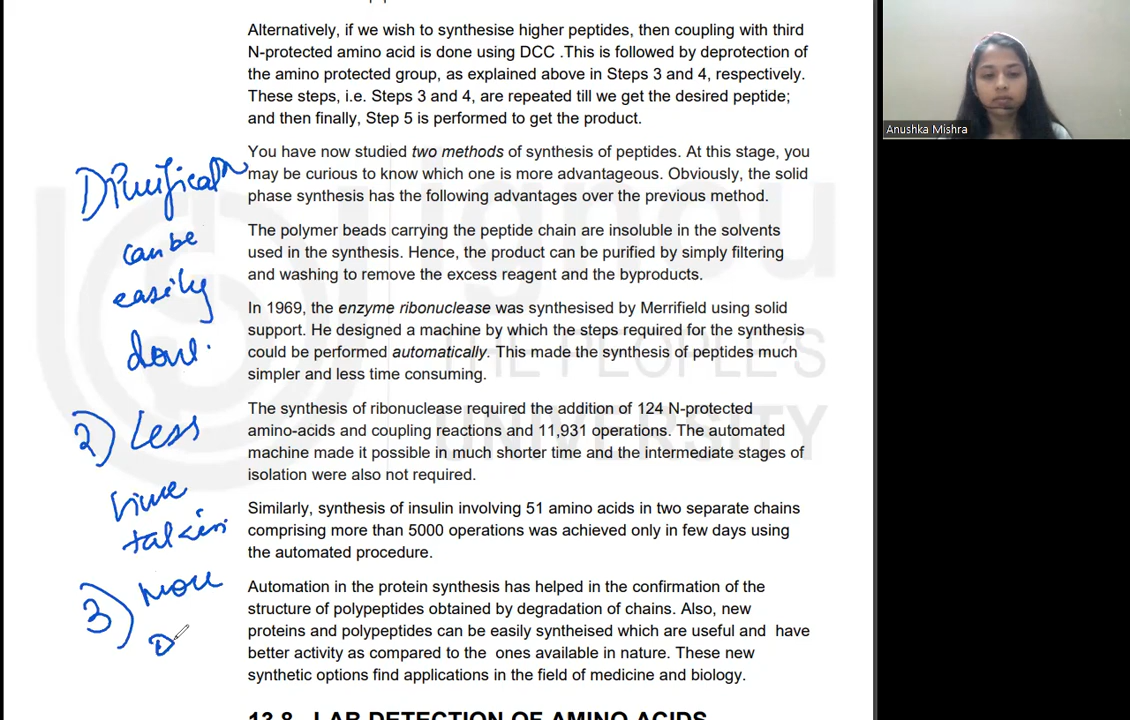 Alternatively, if we wish to synthesise higher peptides, then coupling with third
N-protected amino acid is done using DCC .This is followed by deprotection of
the amino protected group, as explained above in Steps 3 and 4, respectively.
These steps, i.e. Steps 3 and 4, are repeated till we get the desired peptide;
and then finally, Step 5 is performed to get the product.
You have now studied two methods of synthesis of peptides. At this stage, you
may be curious to know which one is more advantageous. Obviously, the solid
phase synthesis has the following advantages over the previous method.
The polymer beads carrying the peptide chain are insoluble in the solvents
used in the synthesis. Hence, the product can be purified by simply filtering
and washing to remove the excess reagent and the byproducts.
In 1969, the enzyme ribonuclease was synthesised by Merrifield using solid
support. He designed a machine by which the steps required for the synthesis
could be performed automatically. This made the synthesis of peptides much
simpler and less time consuming.
The synthesis of ribonuclease required the addition of 124 N-protected
amino-acids and coupling reactions and 11,931 operations. The automated
machine made it possible in much shorter time and the intermediate stages of
isolation were also not required.
Similarly, synthesis of insulin involving 51 amino acids in two separate chains
comprising more than 5000 operations was achieved only in few days using
the automated procedure.
Automation in the protein synthesis has helped in the confirmation of the
structure of polypeptides obtained by degradation of chains. Also, new
proteins and polypeptides can be easily syntheised which are useful and have
better activity as compared to the ones available in nature. These new
synthetic options find applications in the field of medicine and biology.
12.8 LAB DETECTION OF AMINO ACIDS
can be
easily
done.
2) Less
time
3) More
ignou
THE PEOPLE'S
UNIVERSITY
Anushka Mishra